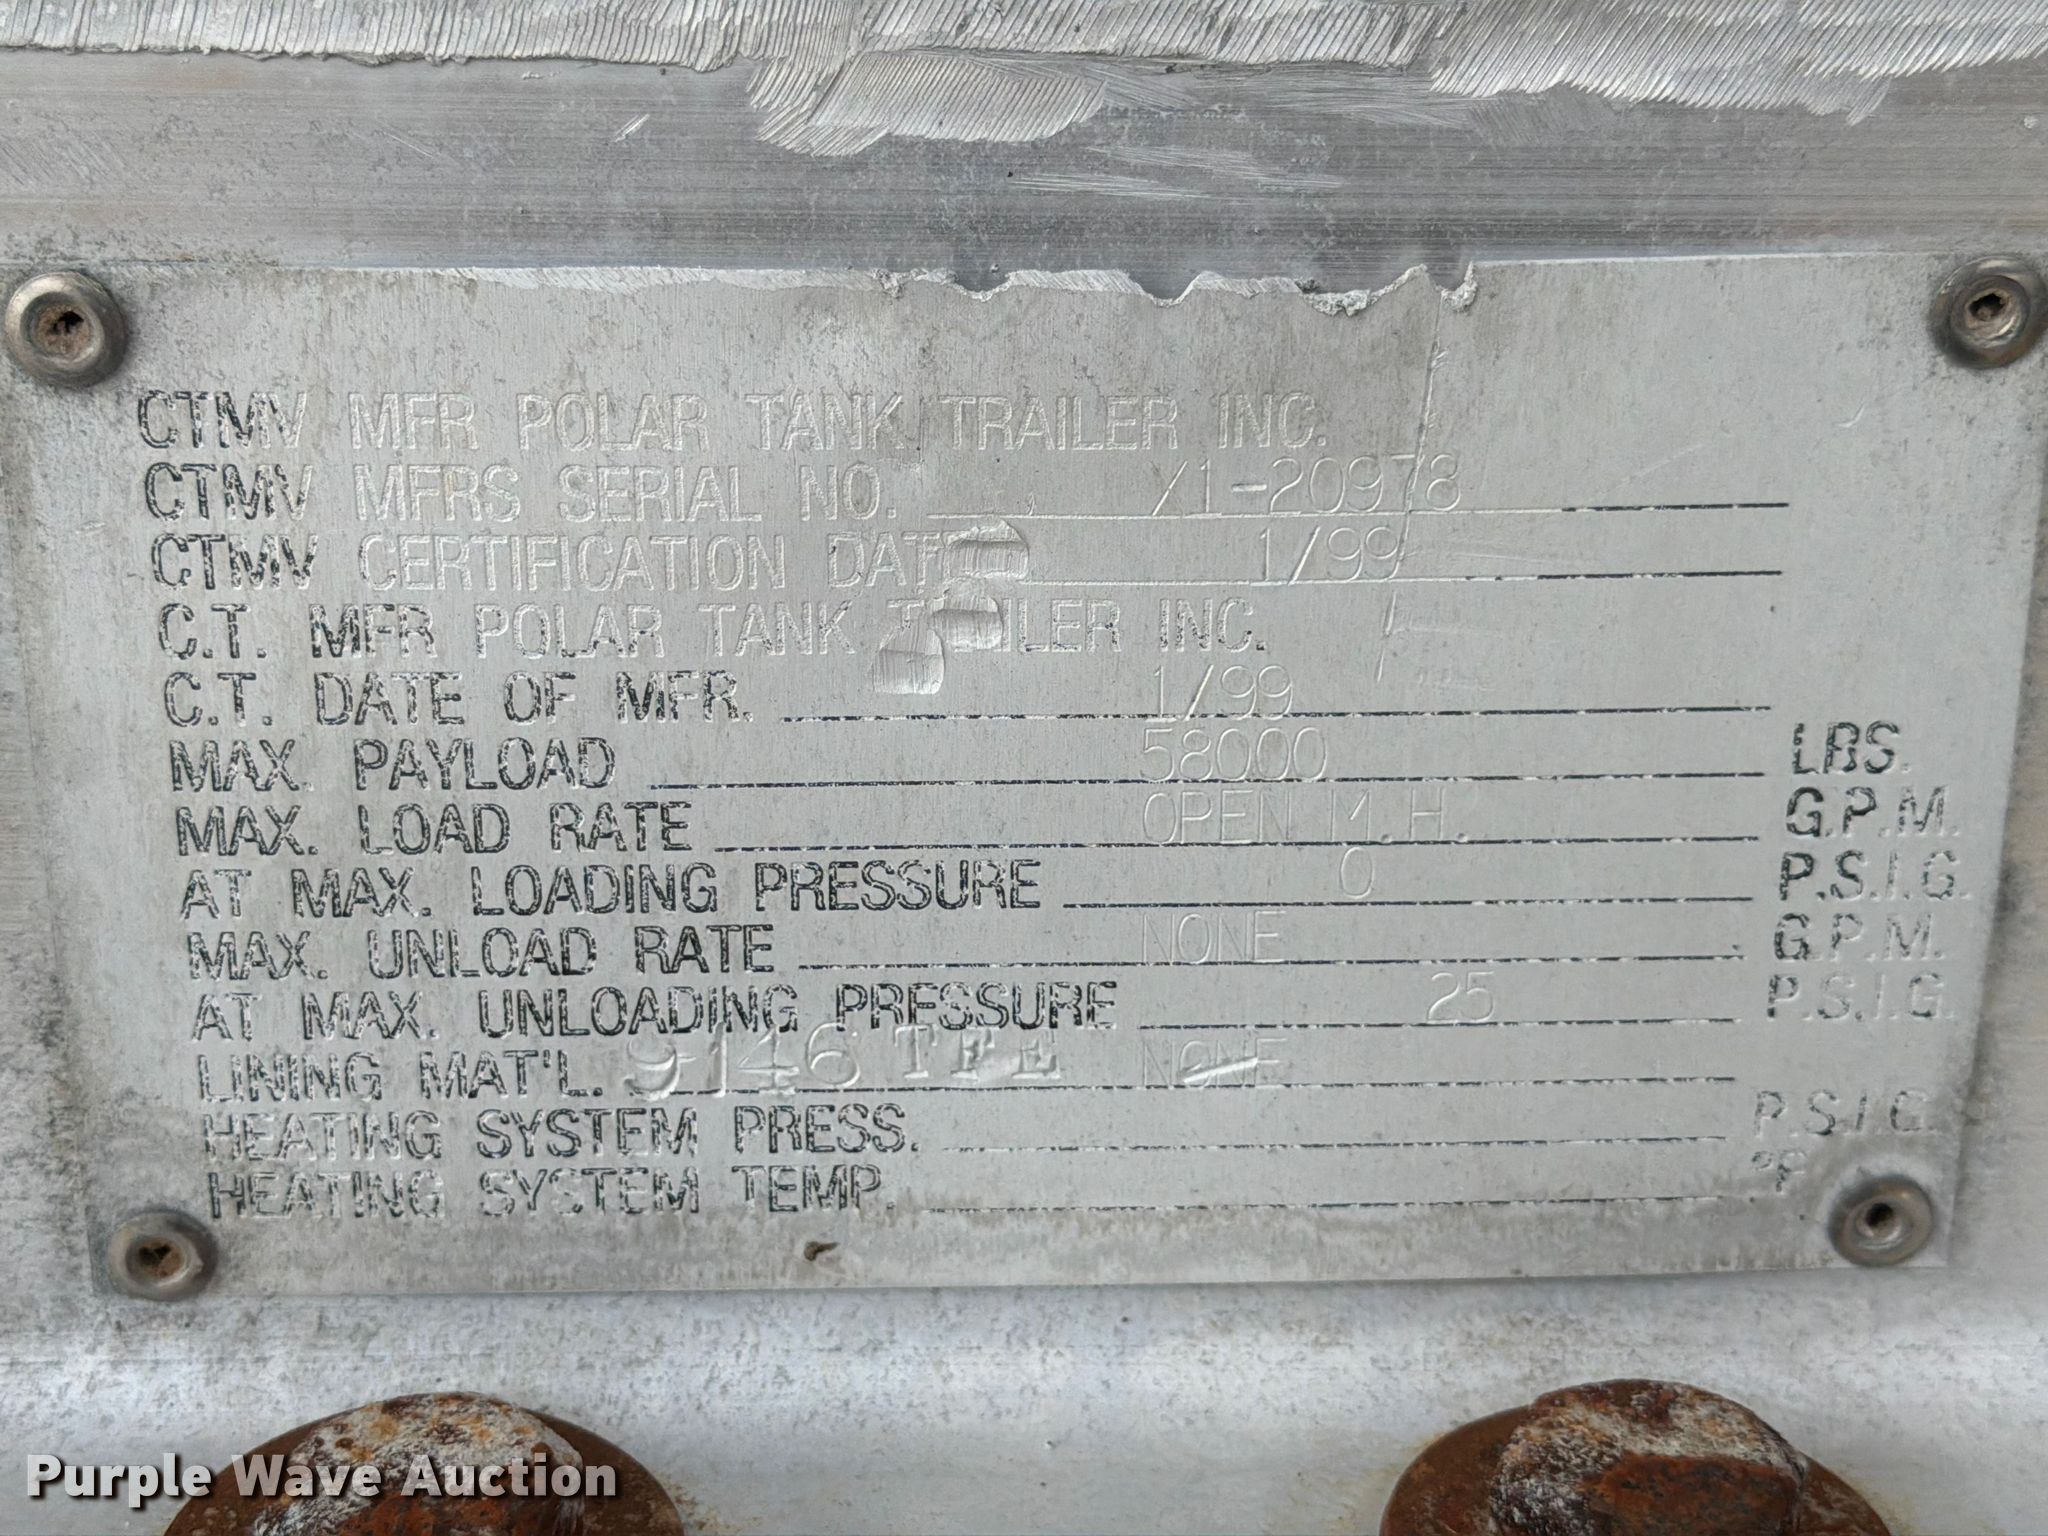 CTMV MFR POLAR TANK TRAILER INC.
CTMV MFRS SERIAL NO. /1-20978
CTMV CERTIFICATION DATE 1/99
C.T. MFR POLAR TANK TRAILER INC.
C.T. DATE OF MFR. 1/99
MAX. PAYLOAD 58000 LBS.
MAX. LOAD RATE OPEN M.H. G.P.M.
AT MAX. LOADING PRESSURE 0 P.S.I.G.
MAX. UNLOAD RATE NONE G.P.M.
AT MAX. UNLOADING PRESSURE 25 P.S.I.G.
LINING MAT'L. 9-146 TFE NONE
HEATING SYSTEM PRESS. P.S.I.G.
HEATING SYSTEM TEMP. °F
Purple Wave Auction